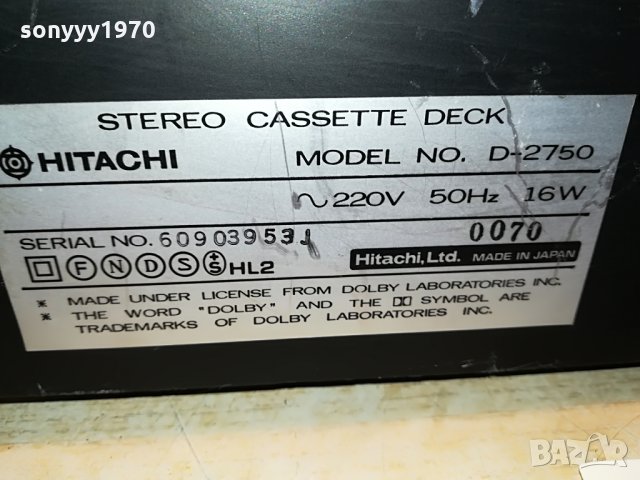 sonyyy1970
STEREO CASSETTE DECK
HITACHI MODEL NO. D-2750
~220V 50Hz 16W
SERIAL NO. 60903953J 0070
F N D S S HL2 Hitachi, Ltd. MADE IN JAPAN
* MADE UNDER LICENSE FROM DOLBY LABORATORIES INC.
* THE WORD "DOLBY" AND THE DD SYMBOL ARE
TRADEMARKS OF DOLBY LABORATORIES INC.
BAZAR